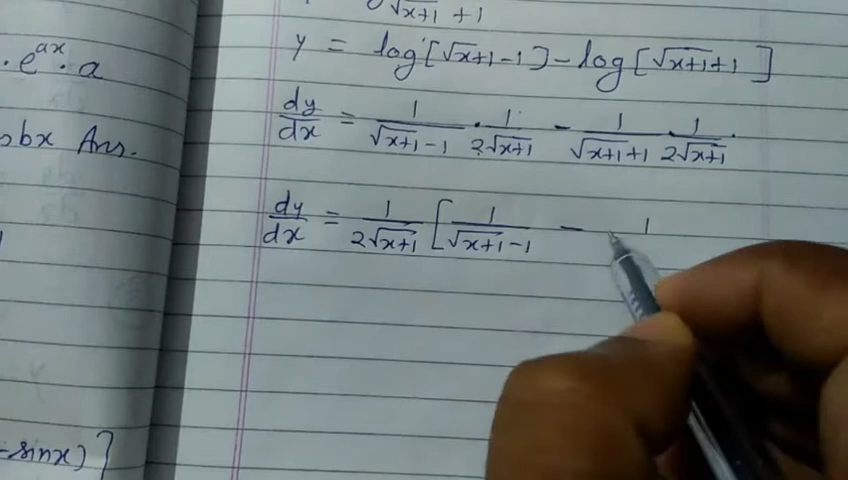 √x+1 + 1
y = log[√x+1 -1] - log[√x+1 +1]
. e^ax . a
dy/dx = 1/(√x+1 -1) . 1/(2√x+1) - 1/(√x+1 +1) . 1/(2√x+1)
bx Ans.
dy/dx = 1/(2√x+1) [1/(√x+1 -1) - 1
-sinx)]